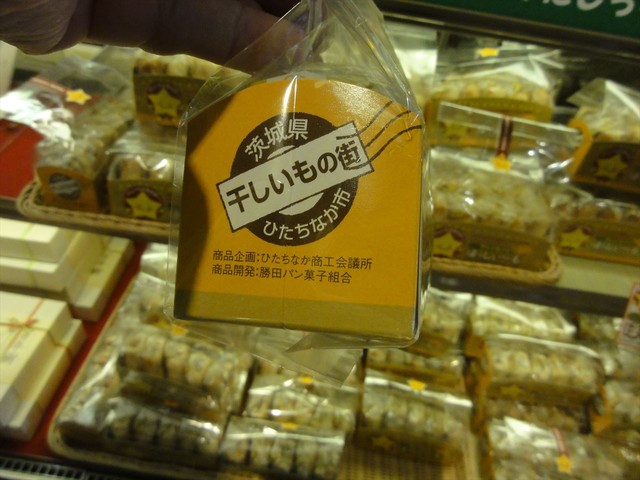 茨城県
干しいもの街
ひたちなか市
商品企画:ひたちなか商工会議所
商品開発:勝田パン菓子組合